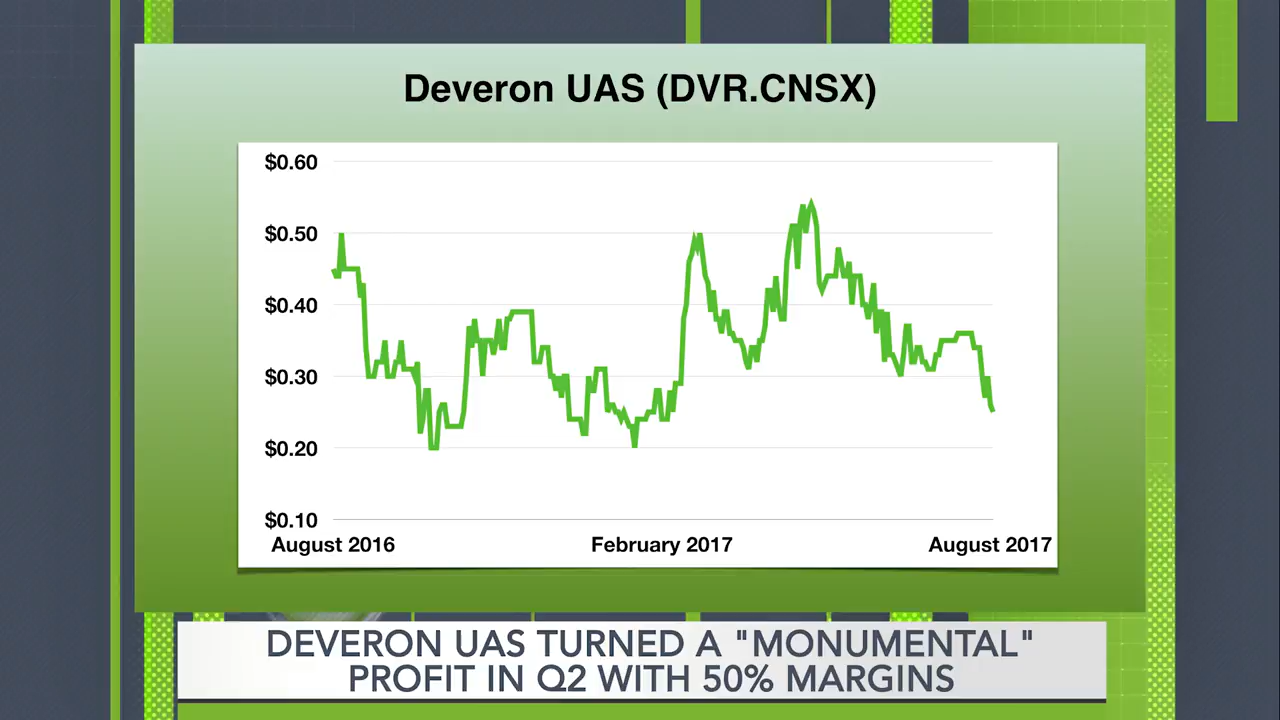 Deveron UAS (DVR.CNSX)
$0.60
$0.50
$0.40
$0.30
$0.20
$0.10
August 2016 February 2017 August 2017
DEVERON UAS TURNED A "MONUMENTAL"
PROFIT IN Q2 WITH 50% MARGINS